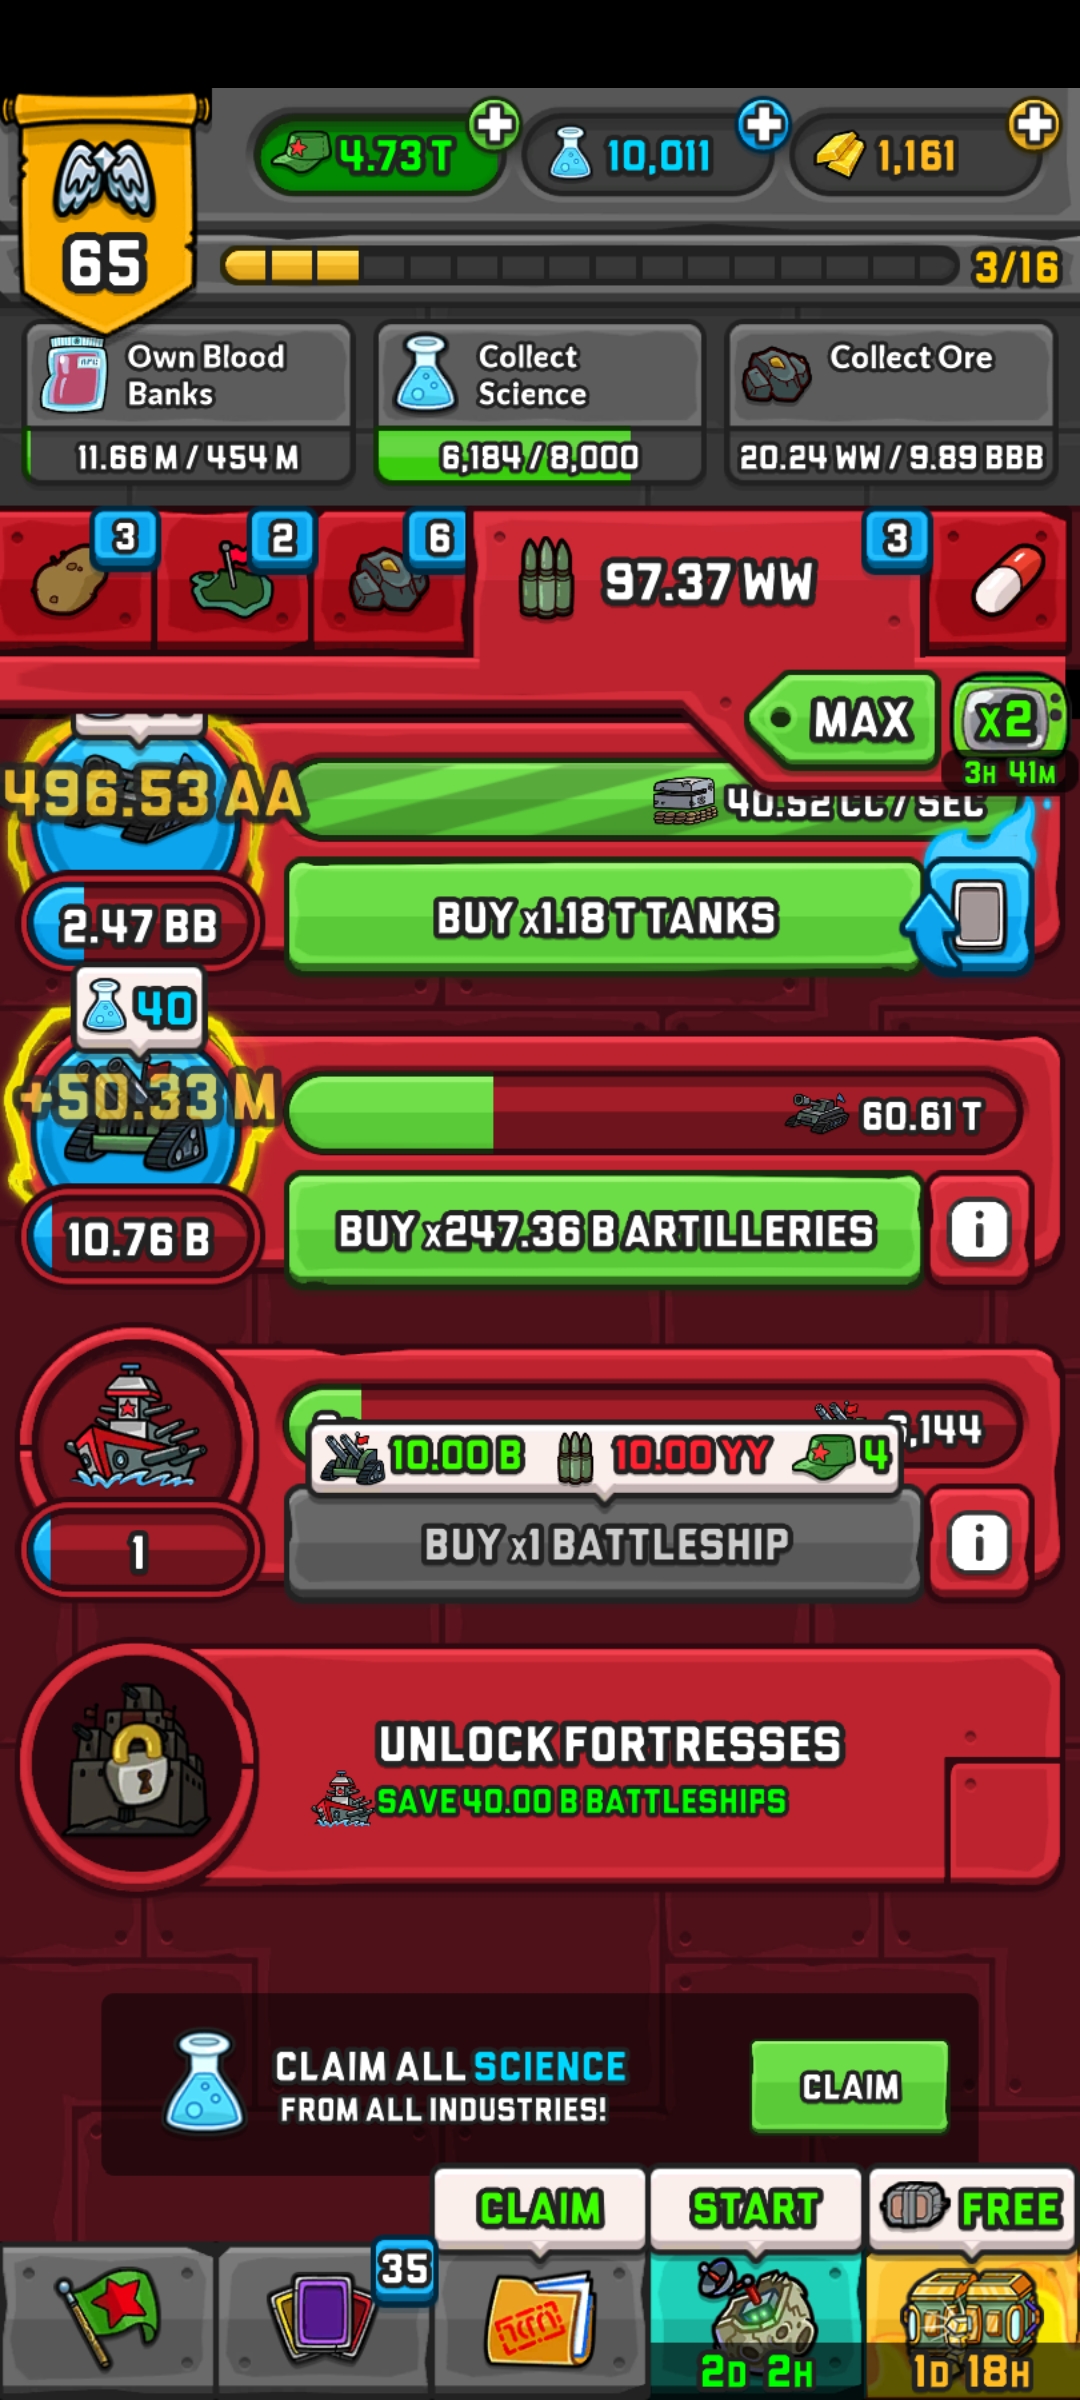 4.73 T
10,011
1,161
65
3/16
Own Blood
Banks
11.66 M / 454 M
Collect
Science
6,184 / 8,000
Collect Ore
20.24 WW / 9.89 BBB
3
2
6
97.37 WW
3
MAX
X2
3H 41M
496.53 AA
40.52 CC / SEC
2.47 BB
BUY x1.18 T TANKS
40
+50.33 M
60.61 T
10.76 B
BUY x247.36 B ARTILLERIES
i
,144
10.00 B
10.00 YY
4
1
BUY x1 BATTLESHIP
i
UNLOCK FORTRESSES
SAVE 40.00 B BATTLESHIPS
CLAIM ALL SCIENCE
FROM ALL INDUSTRIES!
CLAIM
CLAIM
START
FREE
35
2D 2H
1D 18H